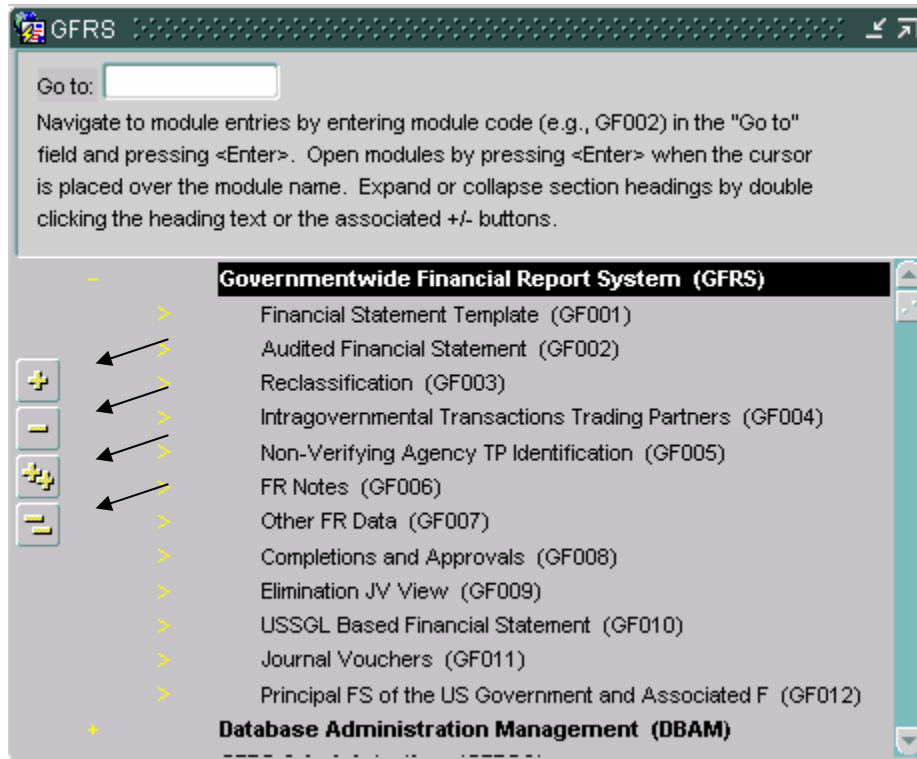 GFRS
Go to:
Navigate to module entries by entering module code (e.g., GF002) in the "Go to"
field and pressing <Enter>. Open modules by pressing <Enter> when the cursor
is placed over the module name. Expand or collapse section headings by double
clicking the heading text or the associated +/- buttons.
Governmentwide Financial Report System (GFRS)
Financial Statement Template (GF001)
Audited Financial Statement (GF002)
Reclassification (GF003)
Intragovernmental Transactions Trading Partners (GF004)
Non-Verifying Agency TP Identification (GF005)
FR Notes (GF006)
Other FR Data (GF007)
Completions and Approvals (GF008)
Elimination JV View (GF009)
USSGL Based Financial Statement (GF010)
Journal Vouchers (GF011)
Principal FS of the US Government and Associated F (GF012)
Database Administration Management (DBAM)